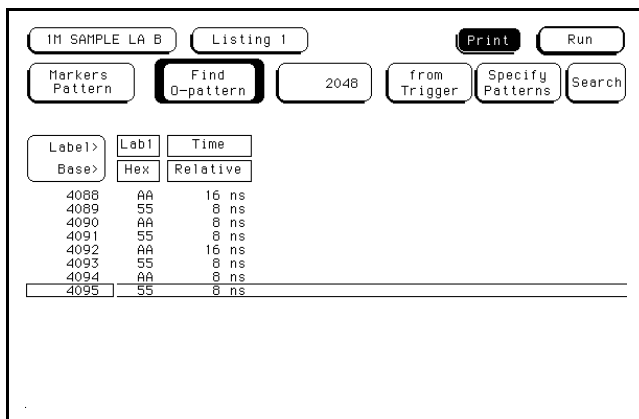 1M SAMPLE LA B Listing 1 Print Run
Markers Pattern Find O-pattern 2048 from Trigger Specify Patterns Search
Label> Lab1 Time
Base> Hex Relative
4088 AA 16 ns
4089 55 8 ns
4090 AA 8 ns
4091 55 8 ns
4092 AA 16 ns
4093 55 8 ns
4094 AA 8 ns
4095 55 8 ns